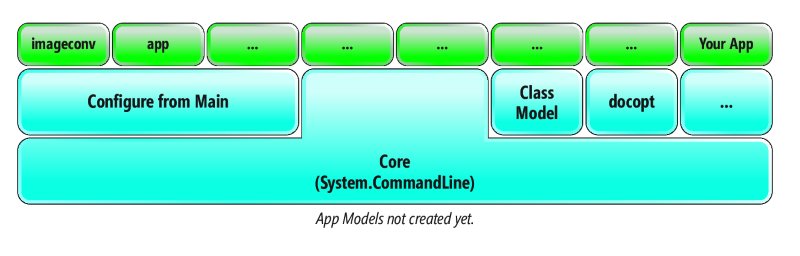 imageconv app ... ... ... ... ... Your App
Configure from Main Class Model docopt ...
Core
(System.CommandLine)
App Models not created yet.